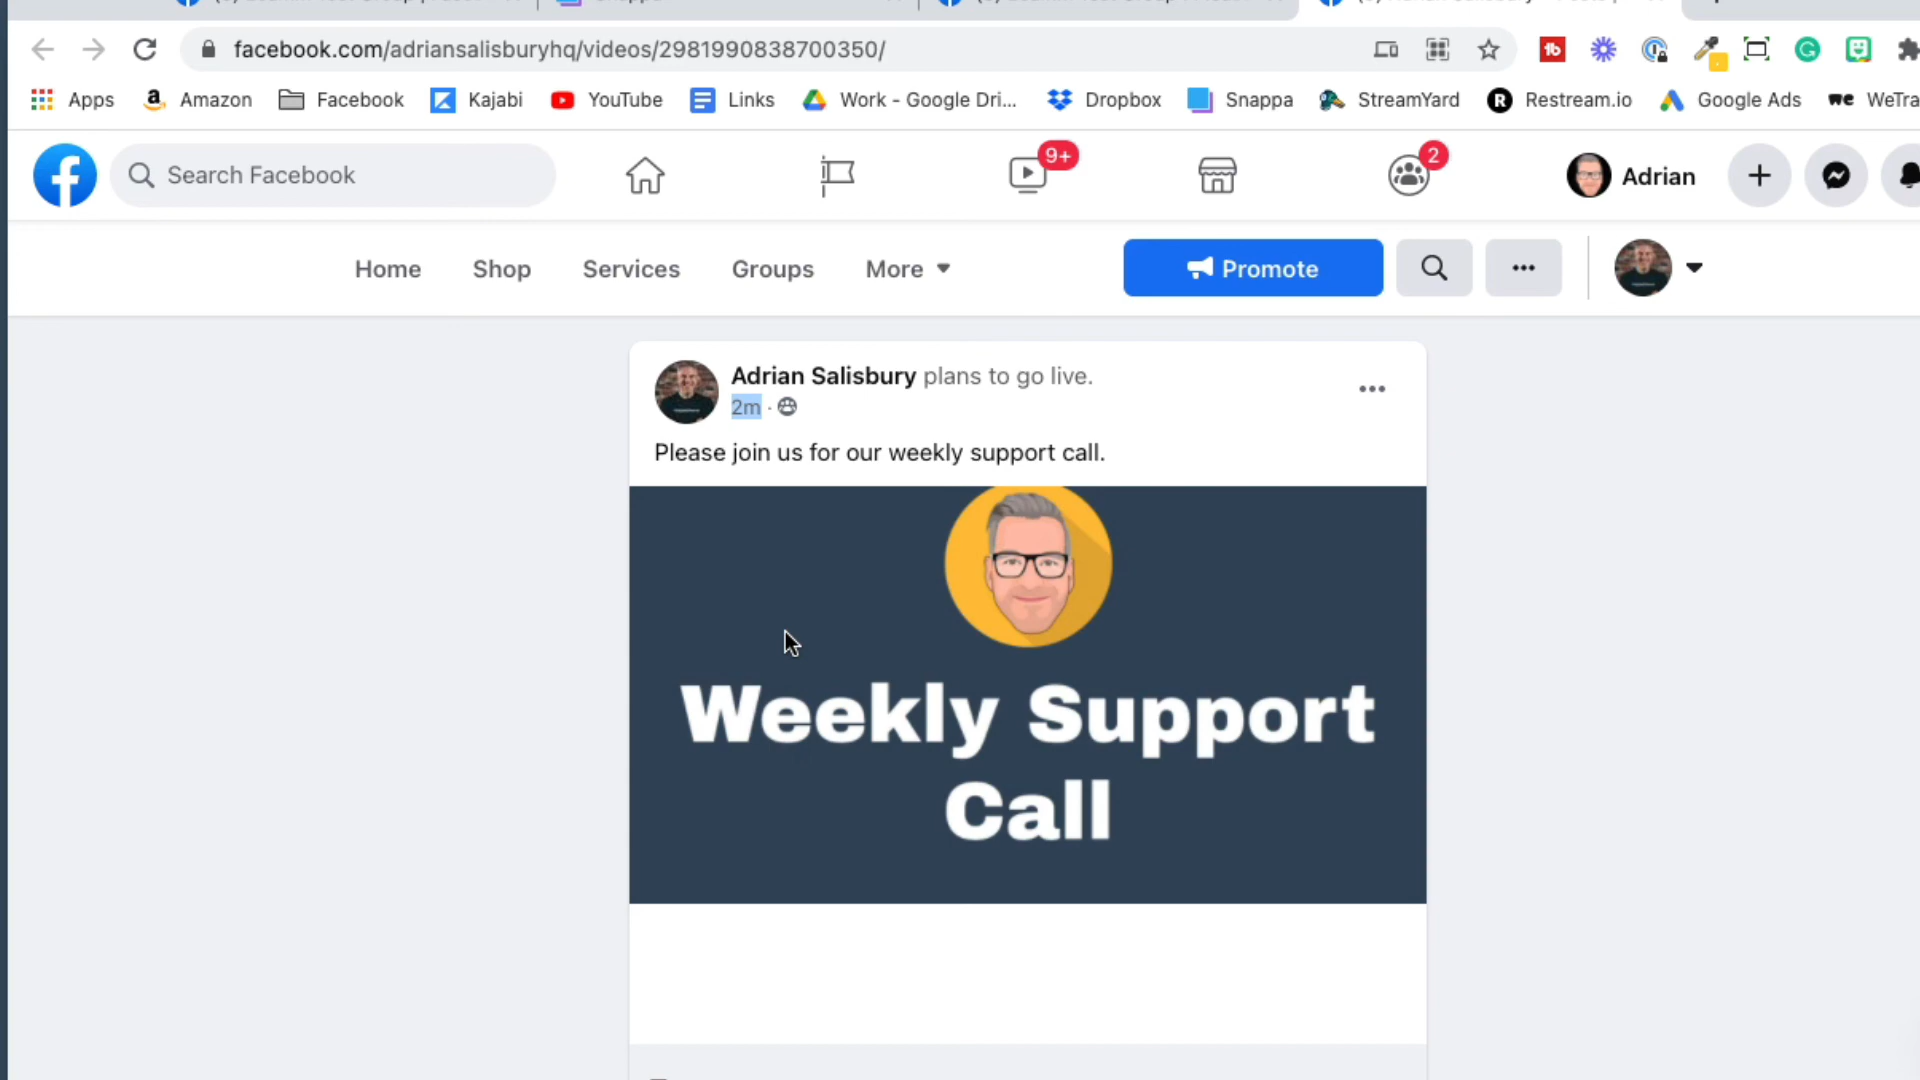 facebook.com/adriansalisburyhq/videos/2981990838700350/
Apps Amazon Facebook Kajabi YouTube Links Work - Google Dri... Dropbox Snappa StreamYard Restream.io Google Ads WeTra
Search Facebook 9+ 2 Adrian
Home Shop Services Groups More Promote
Adrian Salisbury plans to go live.
2m ·
Please join us for our weekly support call.
Weekly Support
Call